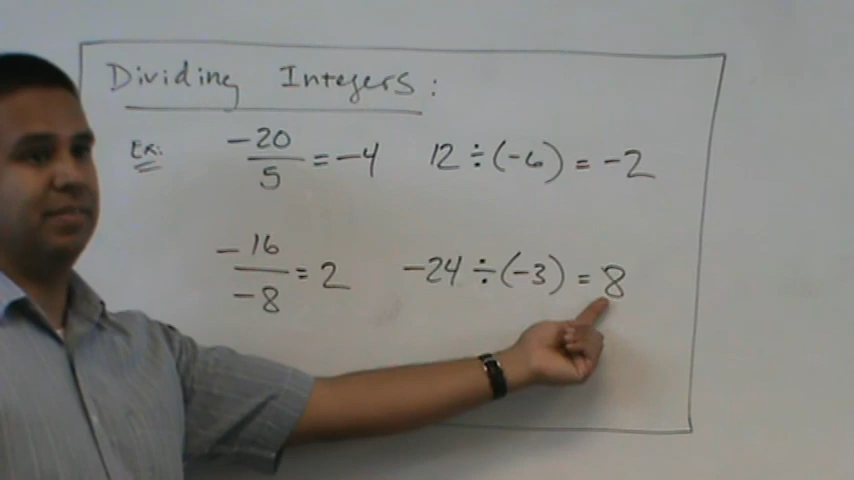 Dividing Integers:
Ex: -20/5 = -4 12 ÷ (-6) = -2
-16/-8 = 2 -24 ÷ (-3) = 8